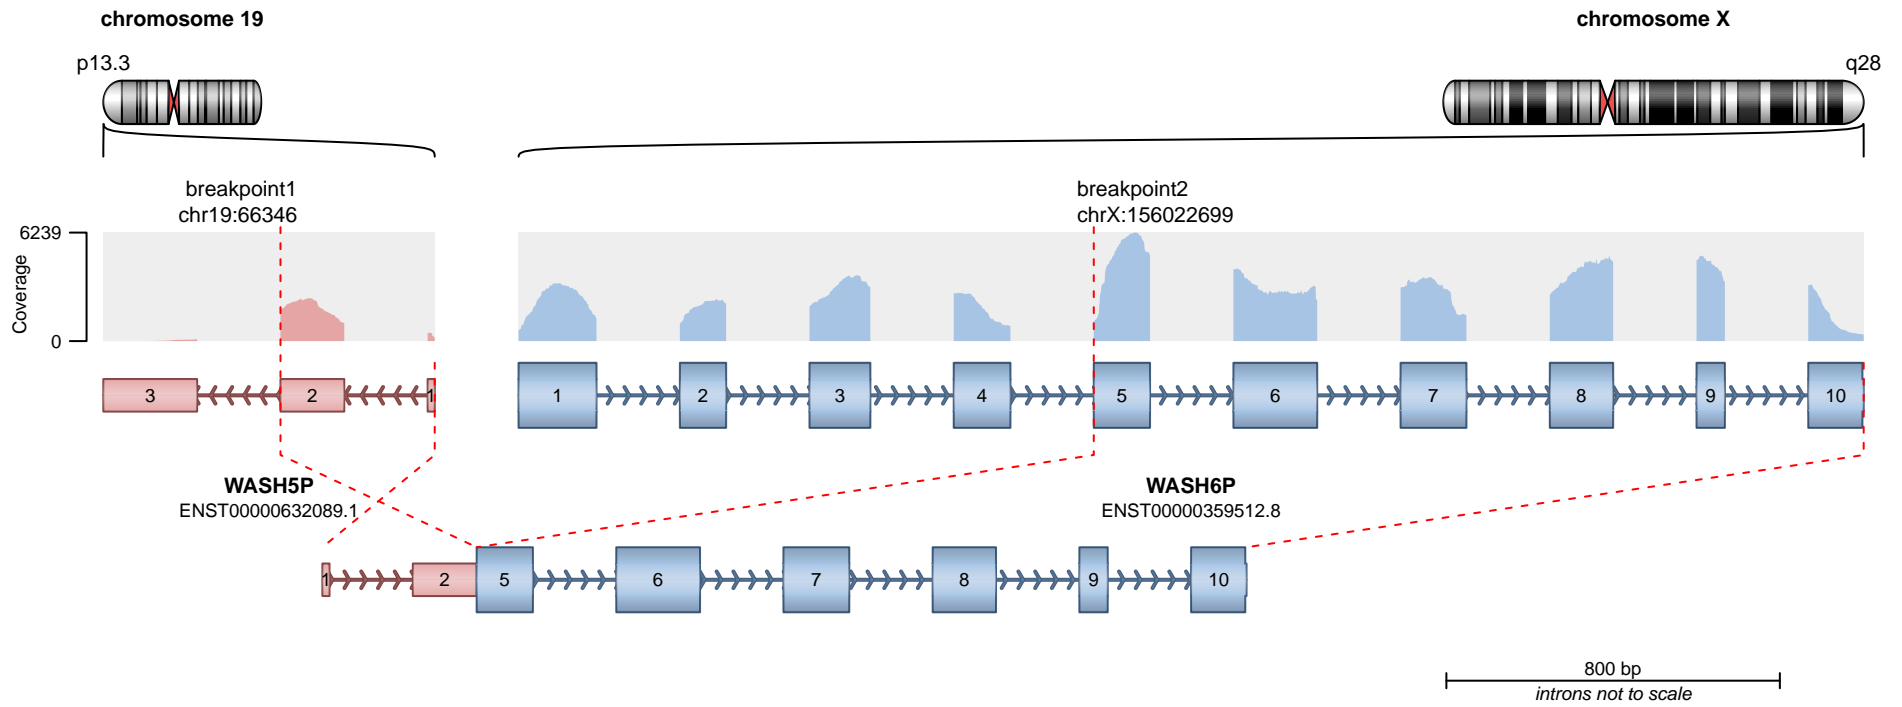 chromosome 19
chromosome X
p13.3
q28
breakpoint1
chr19:66346
breakpoint2
chrX:156022699
6239
Coverage
0
3 2 1
1 2 3 4 5 6 7 8 9 10
WASH5P
ENST00000632089.1
WASH6P
ENST00000359512.8
1 2 5 6 7 8 9 10
800 bp
introns not to scale